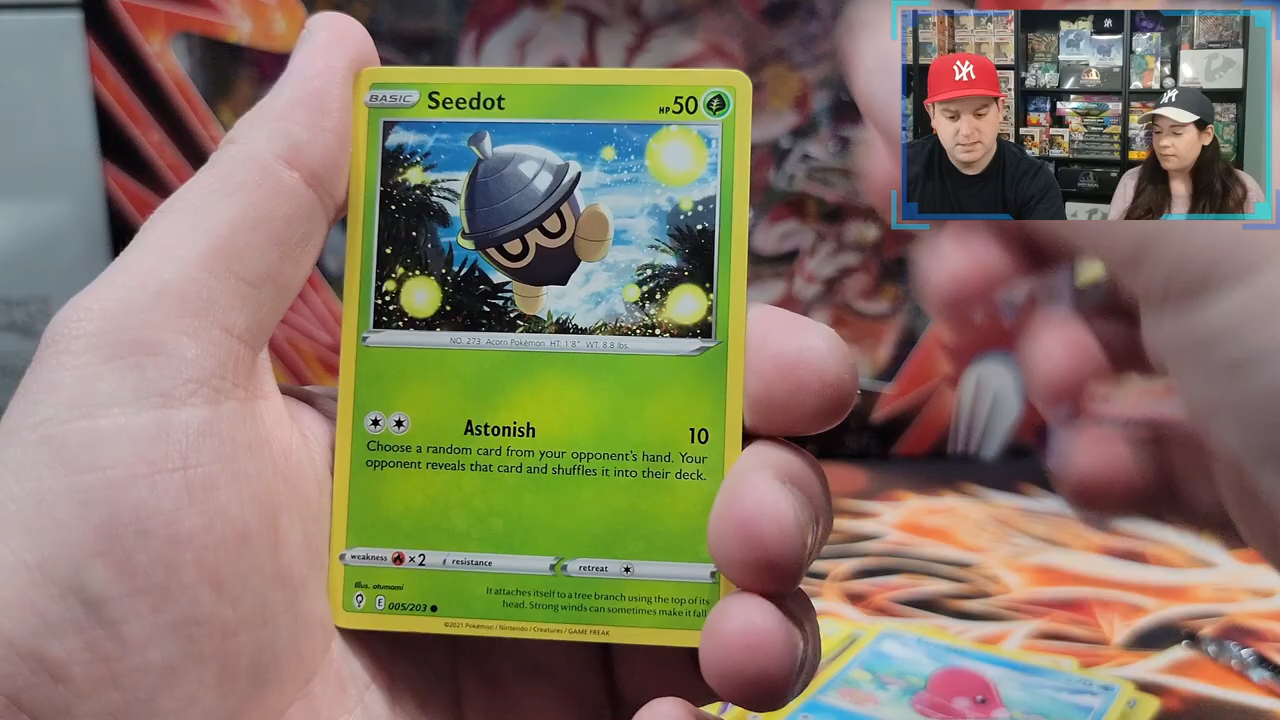 BASIC Seedot HP 50
NO. 273 Acorn Pokémon HT: 1'8" WT: 8.8 lbs.
Astonish 10
Choose a random card from your opponent's hand. Your
opponent reveals that card and shuffles it into their deck.
weakness ×2 resistance retreat
Illus. otumami
E 005/203
It attaches itself to a tree branch using the top of its
head. Strong winds can sometimes make it fall
©2021 Pokémon / Nintendo / Creatures / GAME FREAK